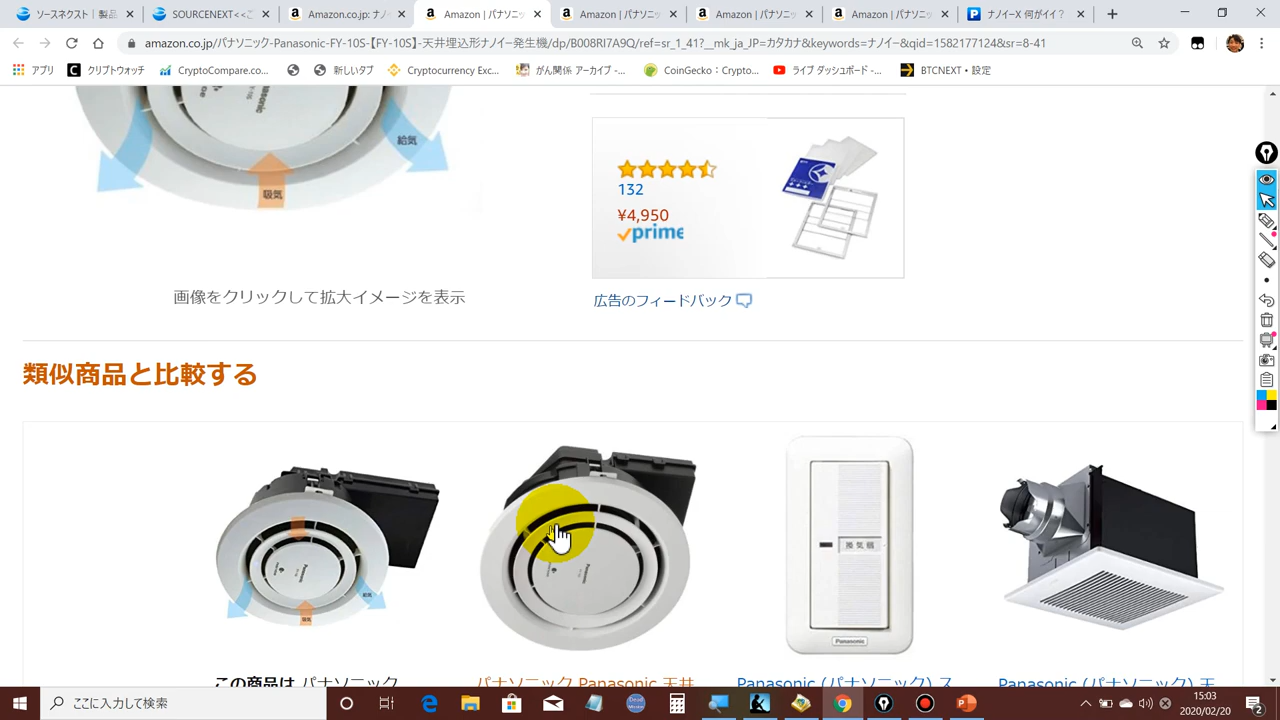 ソースネクスト | 製品
SOURCENEXT<<ご
Amazon.co.jp: ナノイ
Amazon | パナソニッ
Amazon | パナソニッ
Amazon | パナソニッ
Amazon | パナソニッ
ナノイーX 何がイイ?
amazon.co.jp/パナソニック-Panasonic-FY-10S-【FY-10S】-天井埋込形ナノイー発生機/dp/B008RI7A9Q/ref=sr_1_41?__mk_ja_JP=カタカナ&keywords=ナノイー&qid=1582177124&sr=8-41
アプリ
クリプトウォッチ
CryptoCompare.co...
新しいタブ
Cryptocurrency Exc...
がん関係 アーカイブ -...
CoinGecko：Crypto...
ライブ ダッシュボード -...
BTCNEXT • 設定
給気
吸気
132
¥4,950
prime
画像をクリックして拡大イメージを表示
広告のフィードバック
類似商品と比較する
換気扇
Panasonic
Panasonic
Panasonic
給気
吸気
この商品は パナソニック
パナソニック Panasonic 天井
Panasonic (パナソニック) ス
Panasonic (パナソニック) 天
ここに入力して検索
15:03
2020/02/20
2